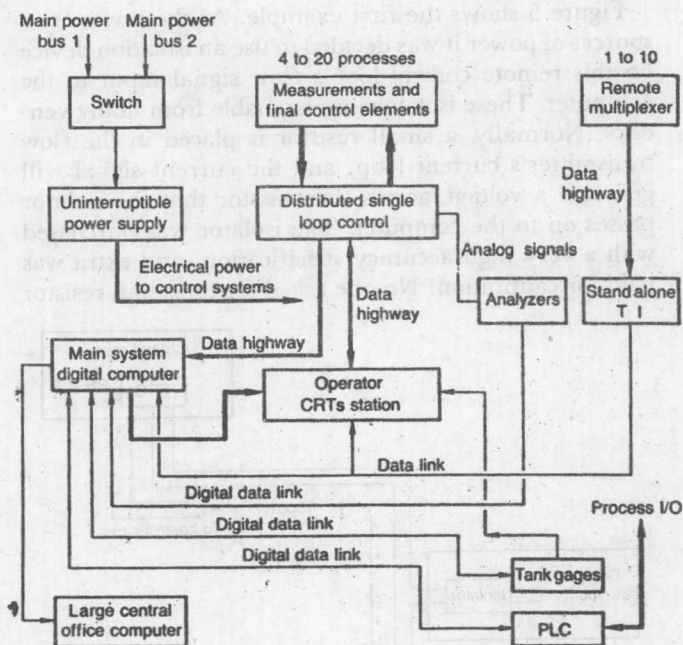 Main power
bus 1
Main power
bus 2
Switch
Uninterruptible
power supply
4 to 20 processes
Measurements and
final control elements
1 to 10
Remote
multiplexer
Distributed single
loop control
Data
highway
Analog signals
Electrical power
to control systems
Data
highway
Analyzers
Standalone
T I
Main system
digital computer
Data highway
Operator
CRTs station
Data link
Digital data link
Digital data link
Digital data link
Process I/O
Tank gages
PLC
Large central
office computer